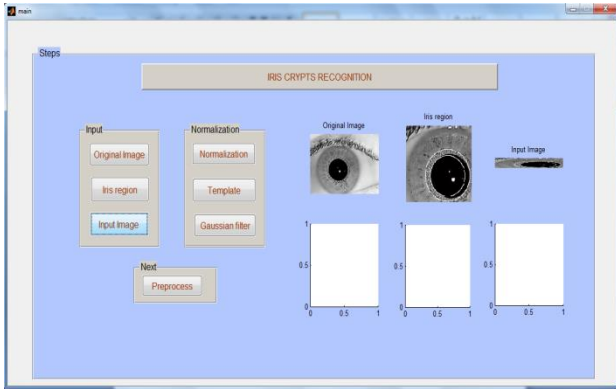 main
Steps
IRIS CRYPTS RECOGNITION
Input
Original Image
Iris region
Input Image
Normalization
Normalization
Template
Gaussian filter
Next
Preprocess
Original Image
Iris region
Input Image
1
0.5
0
0 0.5 1
1
0.5
0
0 0.5 1
1
0.5
0
0 0.5 1